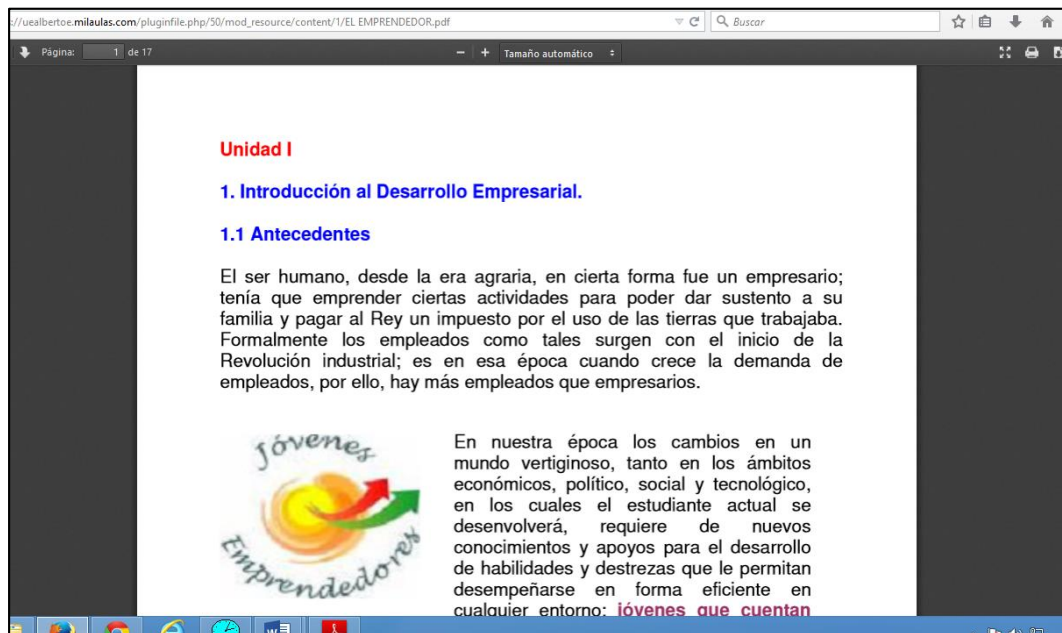 ://uealbertoe.milaulas.com/pluginfile.php/50/mod_resource/content/1/EL EMPRENDEDOR.pdf
Buscar
Página: 1 de 17
Tamaño automático
Unidad I
1. Introducción al Desarrollo Empresarial.
1.1 Antecedentes
El ser humano, desde la era agraria, en cierta forma fue un empresario;
tenía que emprender ciertas actividades para poder dar sustento a su
familia y pagar al Rey un impuesto por el uso de las tierras que trabajaba.
Formalmente los empleados como tales surgen con el inicio de la
Revolución industrial; es en esa época cuando crece la demanda de
empleados, por ello, hay más empleados que empresarios.
Jóvenes
Emprendedores
En nuestra época los cambios en un
mundo vertiginoso, tanto en los ámbitos
económicos, político, social y tecnológico,
en los cuales el estudiante actual se
desenvolverá, requiere de nuevos
conocimientos y apoyos para el desarrollo
de habilidades y destrezas que le permitan
desempeñarse en forma eficiente en
cualquier entorno; jóvenes que cuentan